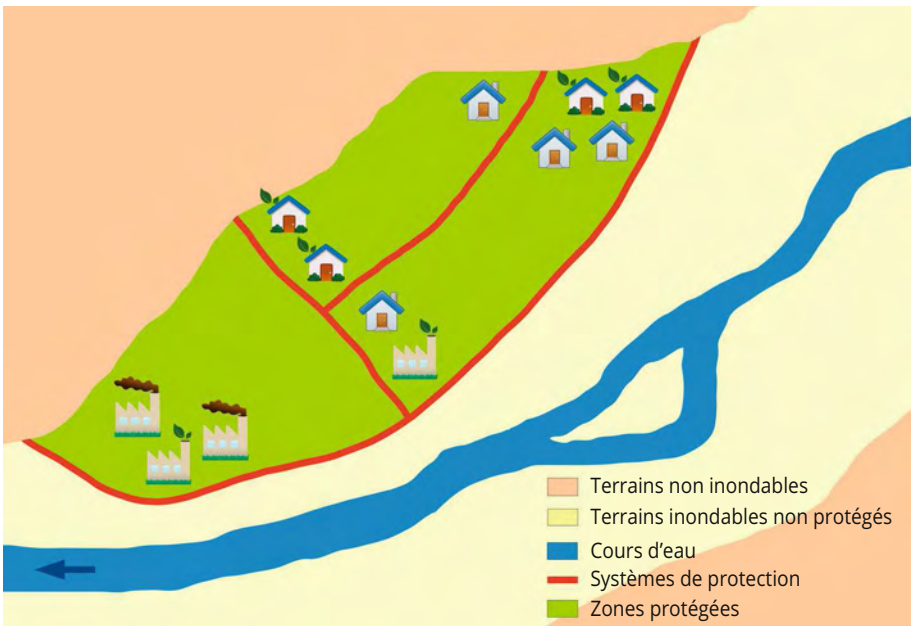 Terrains non inondables
Terrains inondables non protégés
Cours d’eau
Systèmes de protection
Zones protégées